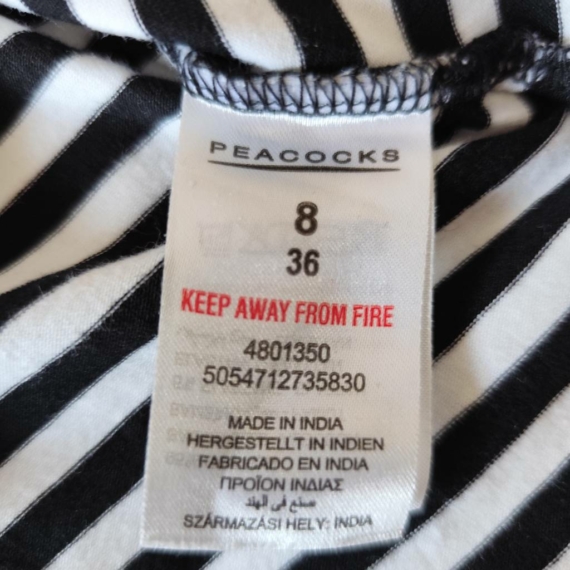 PEACOCKS
8
36
KEEP AWAY FROM FIRE
4801350
5054712735830
MADE IN INDIA
HERGESTELLT IN INDIEN
FABRICADO EN INDIA
ΠΡΟΪΟΝ ΙΝΔΙΑΣ
صنع في الهند
SZÁRMAZÁSI HELY: INDIA